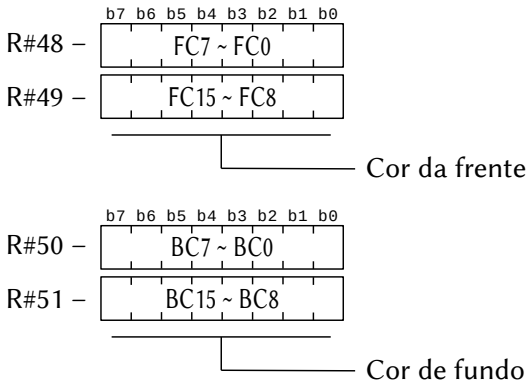 b7 b6 b5 b4 b3 b2 b1 b0
R#48 – FC7 ~ FC0
R#49 – FC15 ~ FC8
Cor da frente
b7 b6 b5 b4 b3 b2 b1 b0
R#50 – BC7 ~ BC0
R#51 – BC15 ~ BC8
Cor de fundo